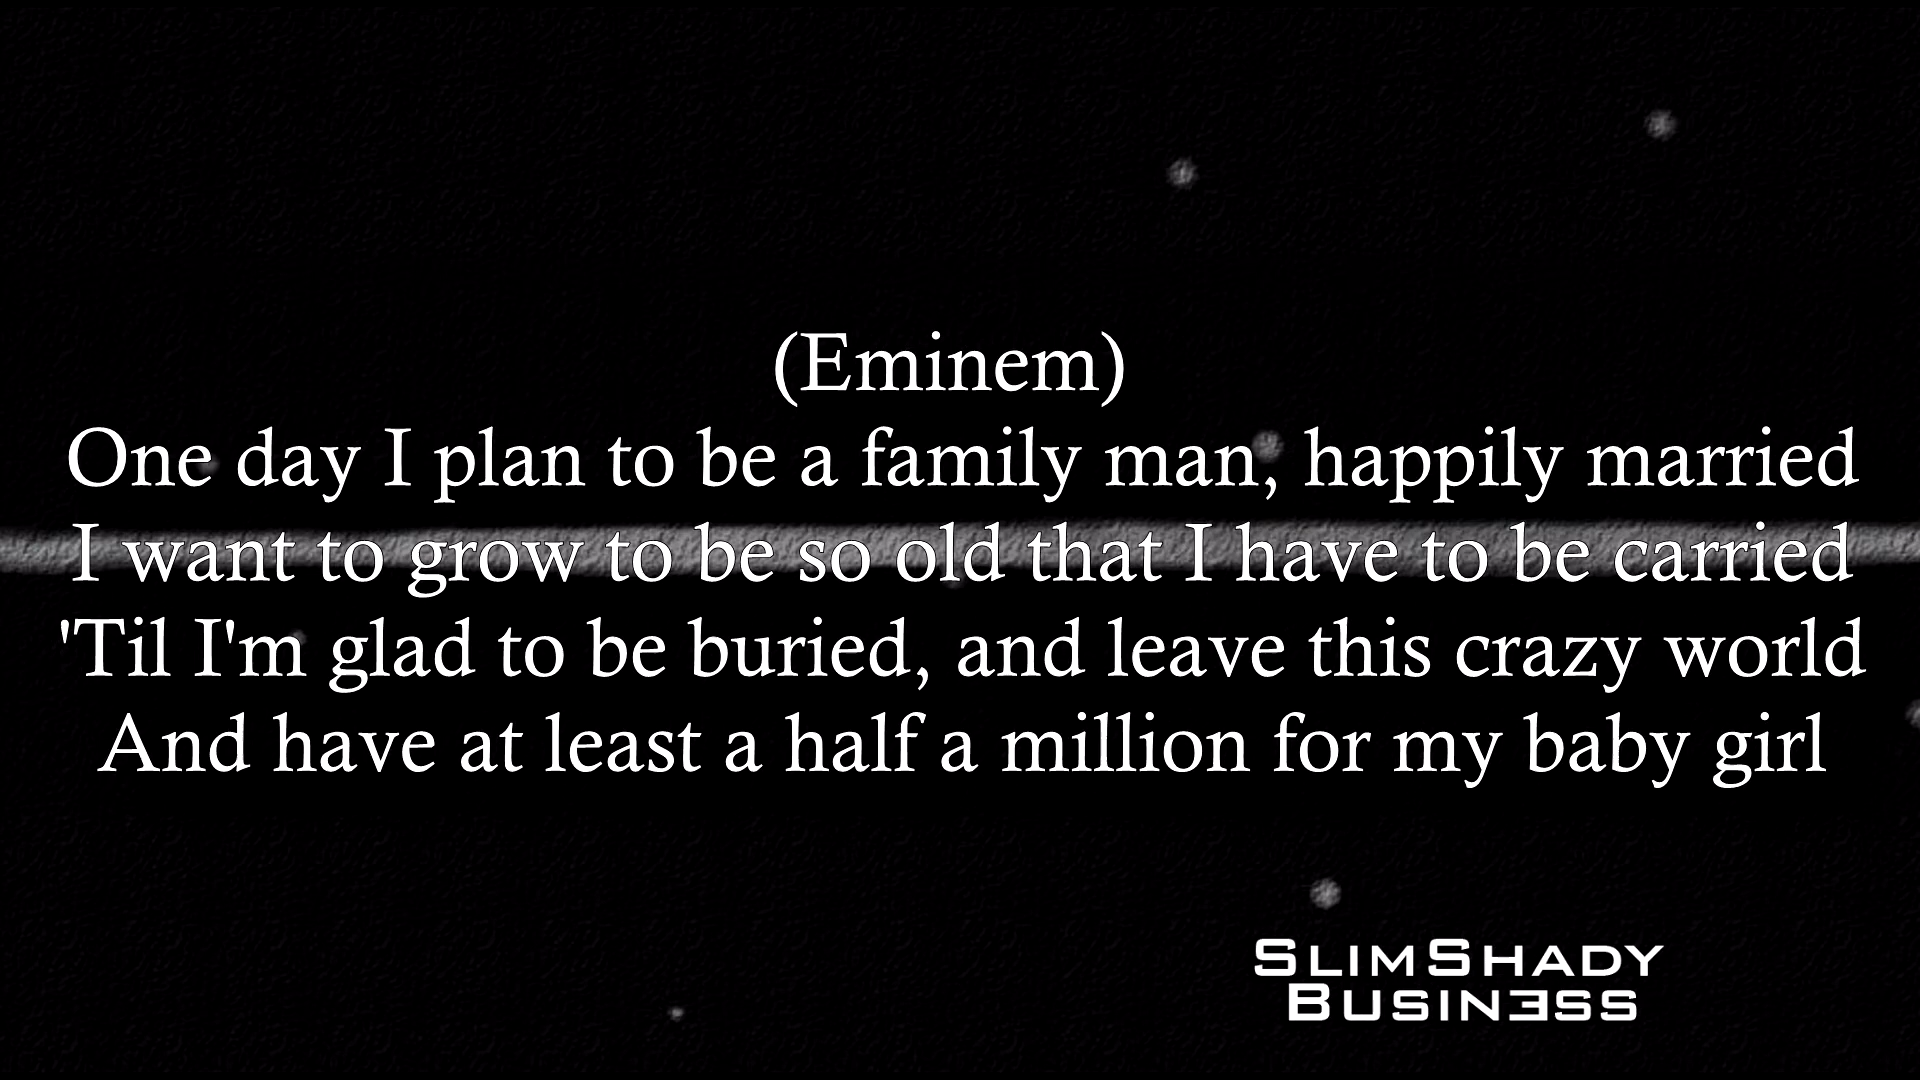 (Eminem)
One day I plan to be a family man, happily married
I want to grow to be so old that I have to be carried
'Til I'm glad to be buried, and leave this crazy world
And have at least a half a million for my baby girl
SLIMSHADY
BUSINESS